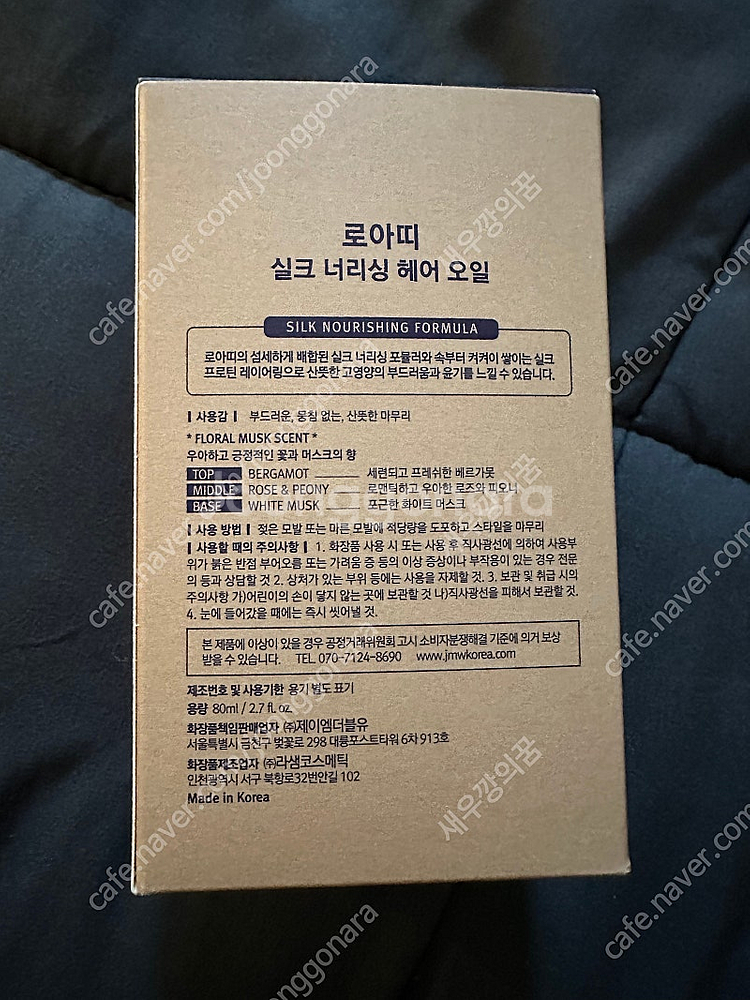 로아띠
실크 너리싱 헤어 오일
SILK NOURISHING FORMULA
로아띠의 섬세하게 배합된 실크 너리싱 포뮬러와 속부터 켜켜이 쌓이는 실크
프로틴 레이어링으로 산뜻한 고영양의 부드러움과 윤기를 느낄 수 있습니다.
| 사용감 | 부드러운, 뭉침 없는, 산뜻한 마무리
* FLORAL MUSK SCENT *
우아하고 긍정적인 꽃과 머스크의 향
TOP BERGAMOT 세련되고 프레쉬한 베르가못
MIDDLE ROSE & PEONY 로맨틱하고 우아한 로즈와 피오니
BASE WHITE MUSK 포근한 화이트 머스크
| 사용 방법 | 젖은 모발 또는 마른 모발에 적당량을 도포하고 스타일을 마무리
| 사용할 때의 주의사항 | 1. 화장품 사용 시 또는 사용 후 직사광선에 의하여 사용부
위가 붉은 반점 부어오름 또는 가려움 증 등의 이상 증상이나 부작용이 있는 경우 전문
의 등과 상담할 것 2. 상처가 있는 부위 등에는 사용을 자제할 것. 3. 보관 및 취급 시의
주의사항 가)어린이의 손이 닿지 않는 곳에 보관할 것 나)직사광선을 피해서 보관할 것.
4. 눈에 들어갔을 때에는 즉시 씻어낼 것.
본 제품에 이상이 있을 경우 공정거래위원회 고시 소비자분쟁해결 기준에 의거 보상
받을 수 있습니다. TEL 070-7124-8690 www.jmwkorea.com
제조번호 및 사용기한 용기 별도 표기
용량 80ml / 2.7 fl. oz.
화장품책임판매업자 ㈜제이엠더블유
서울특별시 금천구 벚꽃로 298 대륭포스트타워 6차 913호
화장품제조업자 ㈜라샘코스메틱
인천광역시 서구 북항로32번안길 102
Made in Korea
cafe.naver.com/joonggonara
새우깡의꿈
cafe.naver.com
joonggonara
cafe.naver.com
새우깡의꿈
cafe.naver.com
cafe.naver.com
joonggonara